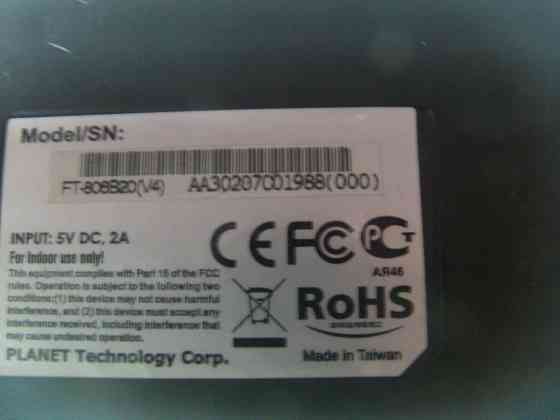 Model/SN:
FT-806B20(V4) AA30207C01988(000)
INPUT: 5V DC, 2A
For indoor use only!
This equipment complies with Part 15 of the FCC
rules. Operation is subject to the following two
conditions:(1) this device may not cause harmful
interference, and (2) this device must accept any
interference received, including interference that
may cause undesired operation.
PLANET Technology Corp.
CE FC PCT
AR46
RoHS
Made in Taiwan